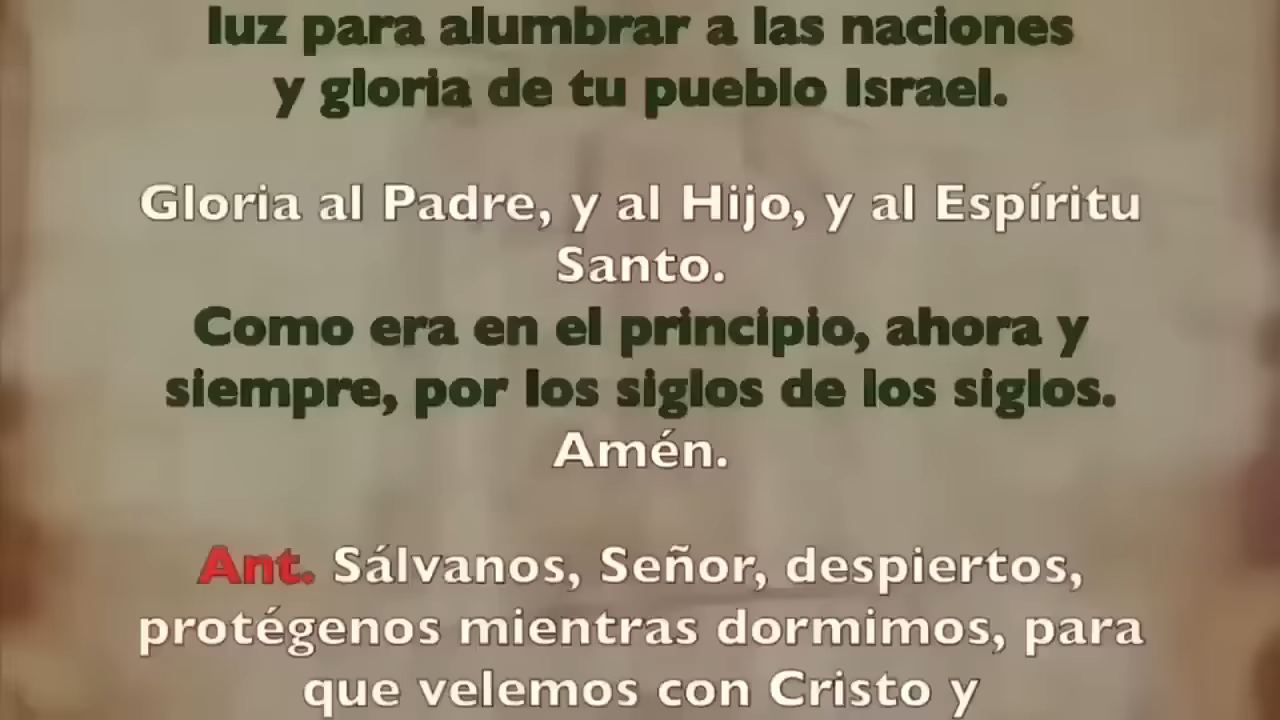 luz para alumbrar a las naciones
y gloria de tu pueblo Israel.
Gloria al Padre, y al Hijo, y al Espíritu
Santo.
Como era en el principio, ahora y
siempre, por los siglos de los siglos.
Amén.
Ant. Sálvanos, Señor, despiertos,
protégenos mientras dormimos, para
que velemos con Cristo y